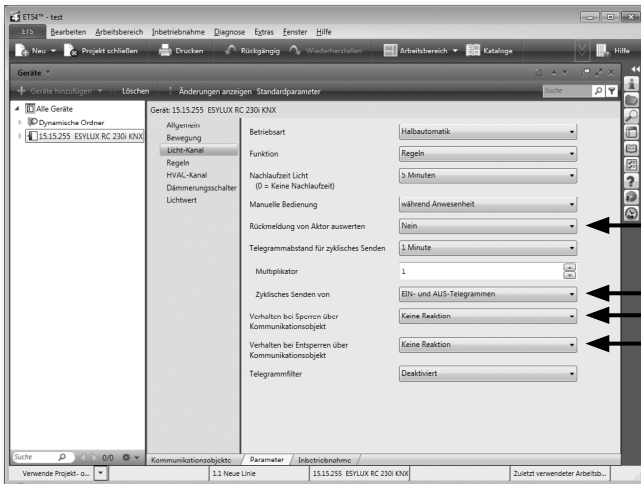 ETS4™ - test
ETS Bearbeiten Arbeitsbereich Inbetriebnahme Diagnose Extras Fenster Hilfe
Neu Projekt schließen Drucken Rückgängig Wiederherstellen Arbeitsbereich Kataloge Hilfe
Geräte
Geräte hinzufügen Löschen Änderungen anzeigen Standardparameter Suche
Alle Geräte
Dynamische Ordner
15.15.255 ESYLUX RC 230i KNX
Gerät: 15.15.255 ESYLUX RC 230i KNX
Allgemein
Bewegung
Licht-Kanal
Regeln
HVAC-Kanal
Dämmerungsschalter
Lichtwert
Betriebsart Halbautomatik
Funktion Regeln
Nachlaufzeit Licht 5 Minuten
(0 = Keine Nachlaufzeit)
Manuelle Bedienung während Anwesenheit
Rückmeldung von Aktor auswerten Nein
Telegrammabstand für zyklisches Senden 1 Minute
Multiplikator 1
Zyklisches Senden von EIN- und AUS-Telegrammen
Verhalten bei Sperren über Keine Reaktion
Kommunikationsobjekt
Verhalten bei Entsperren über Keine Reaktion
Kommunikationsobjekt
Telegrammfilter Deaktiviert
Suche 0/0
Kommunikationsobjekte Parameter Inbetriebnahme
Verwende Projekt- o... 1.1 Neue Linie 15.15.255 ESYLUX RC 230i KNX Zuletzt verwendeter Arbeitsb...